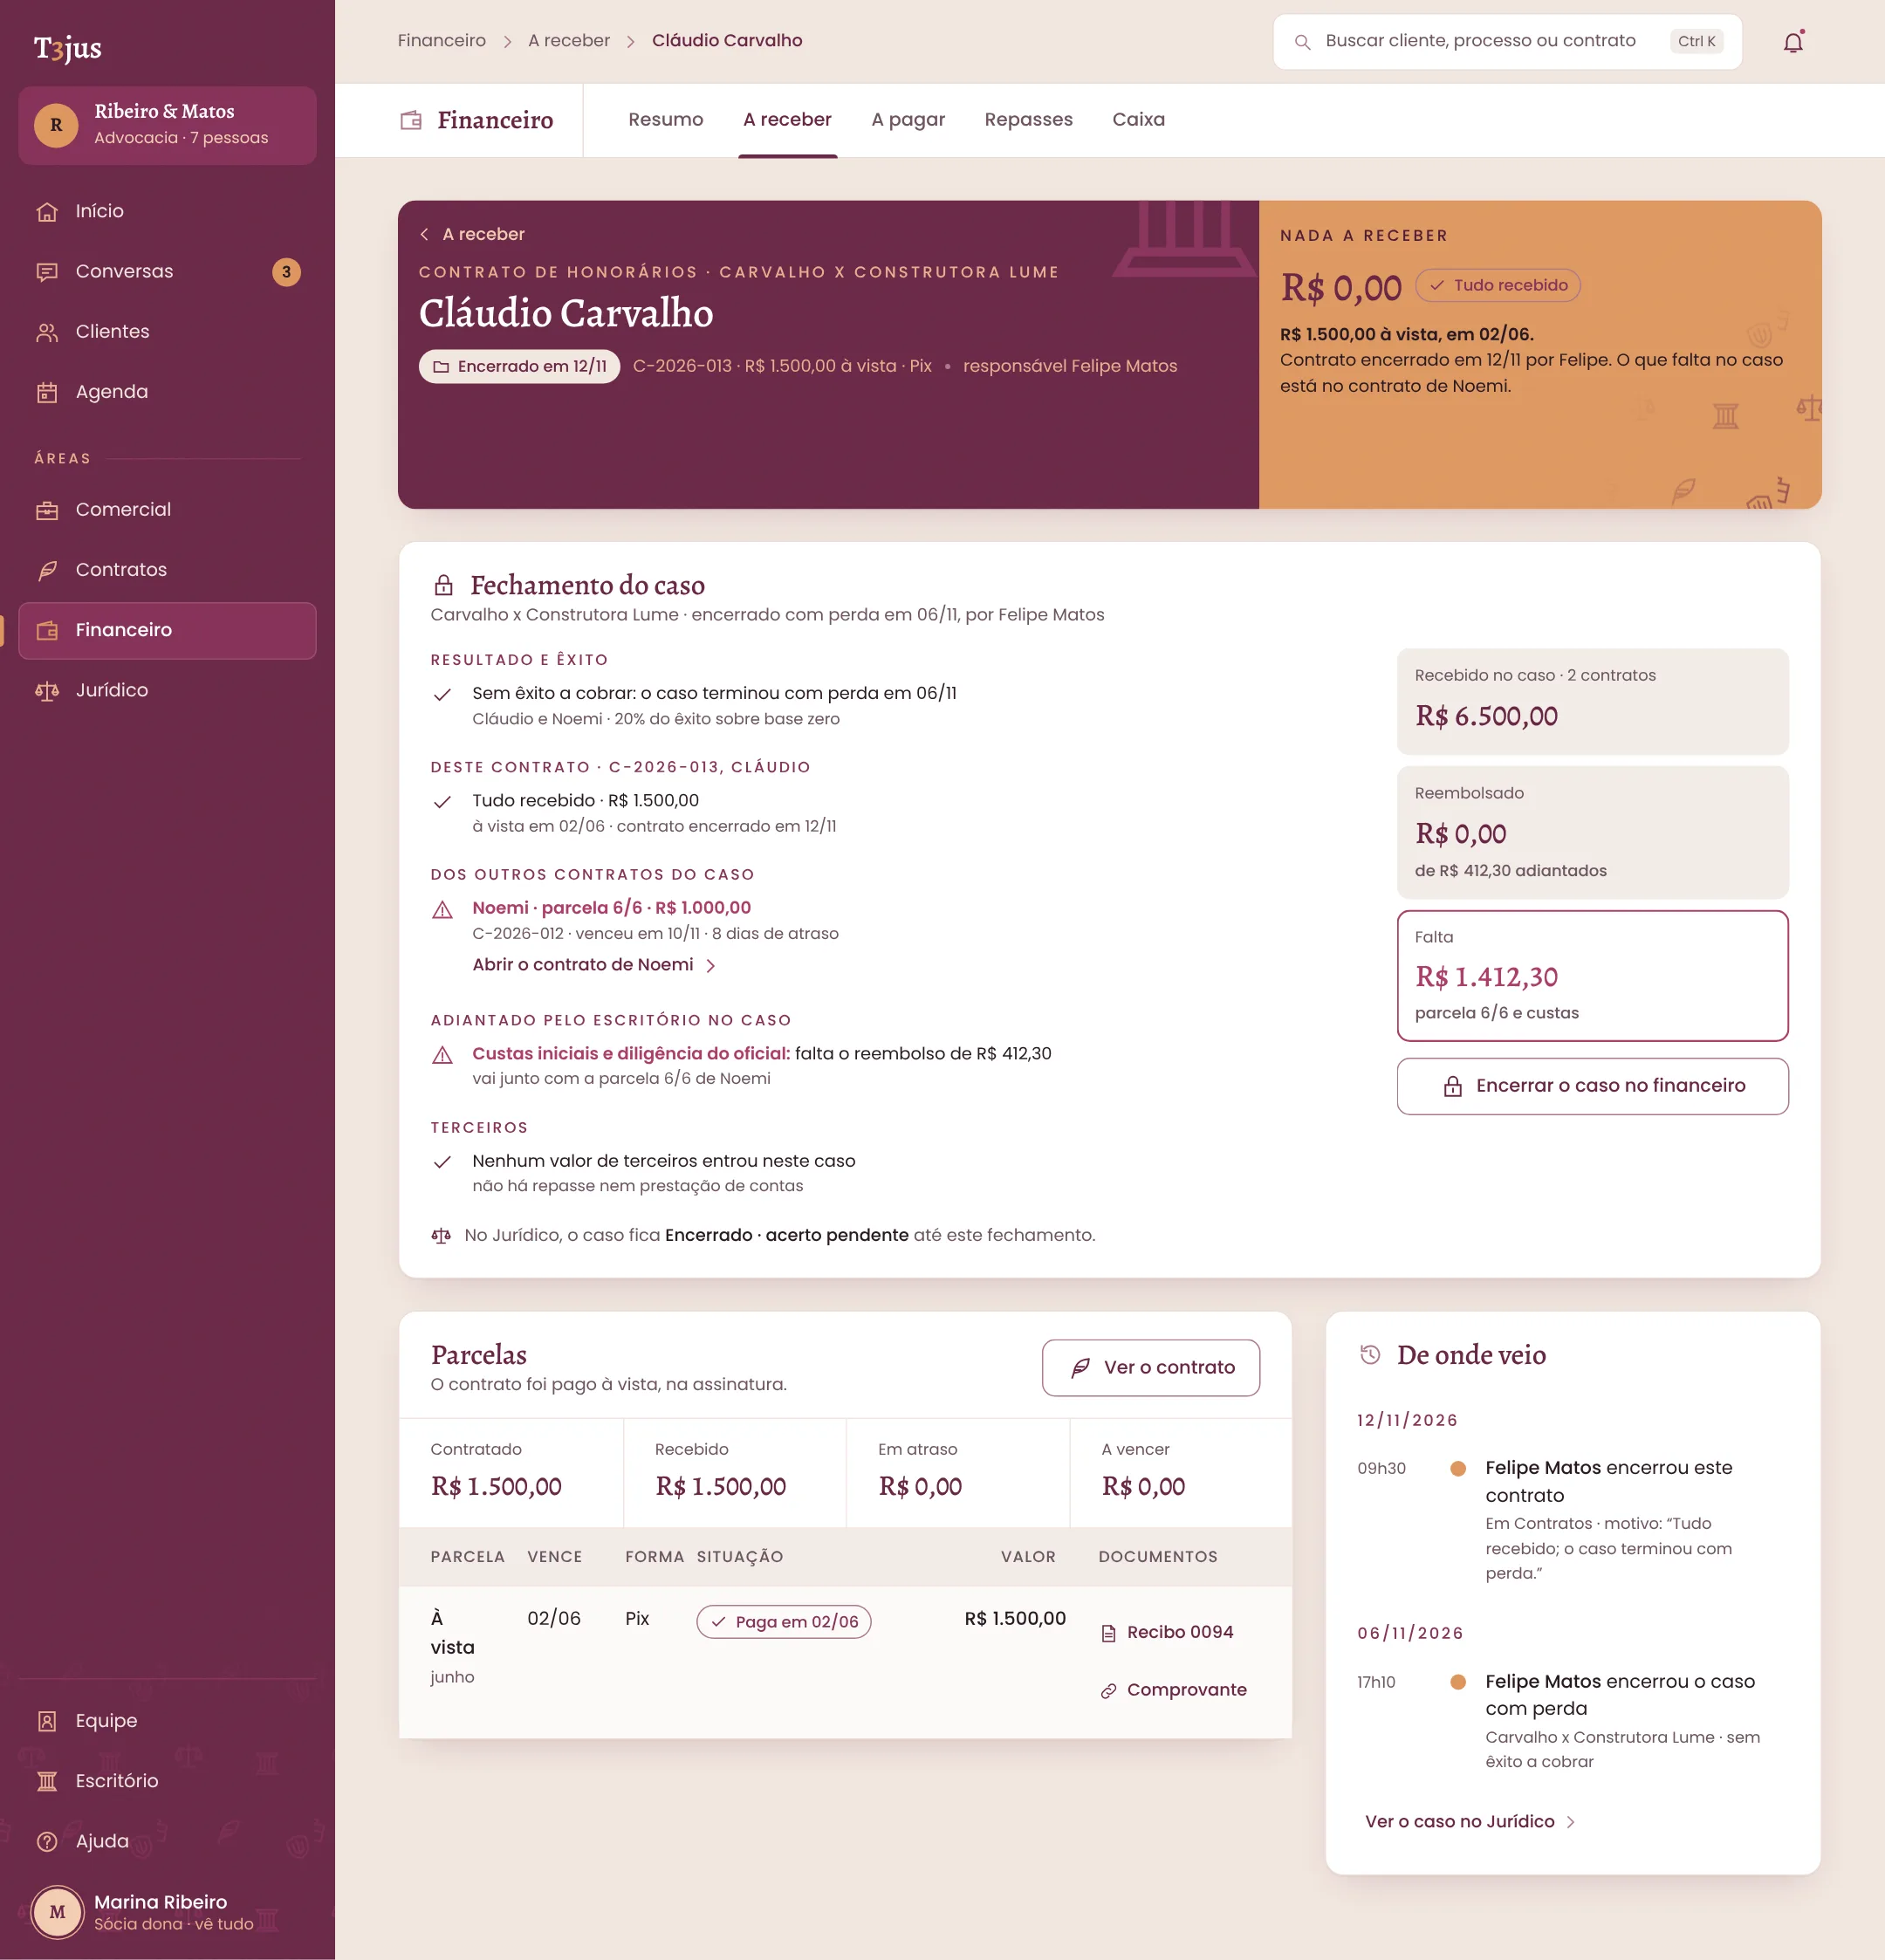 T3jus
R
Ribeiro & Matos
Advocacia · 7 pessoas
Início
Conversas
3
Clientes
Agenda
ÁREAS
Comercial
Contratos
Financeiro
Jurídico
Equipe
Escritório
Ajuda
M
Marina Ribeiro
Sócia dona · vê tudo
Financeiro
A receber
Cláudio Carvalho
Buscar cliente, processo ou contrato
Ctrl K
Financeiro
Resumo
A receber
A pagar
Repasses
Caixa
A receber
CONTRATO DE HONORÁRIOS · CARVALHO X CONSTRUTORA LUME
Cláudio Carvalho
Encerrado em 12/11
C-2026-013 · R$ 1.500,00 à vista · Pix • responsável Felipe Matos
NADA A RECEBER
R$ 0,00
Tudo recebido
R$ 1.500,00 à vista, em 02/06.
Contrato encerrado em 12/11 por Felipe. O que falta no caso
está no contrato de Noemi.
Fechamento do caso
Carvalho x Construtora Lume · encerrado com perda em 06/11, por Felipe Matos
RESULTADO E ÊXITO
Sem êxito a cobrar: o caso terminou com perda em 06/11
Cláudio e Noemi · 20% do êxito sobre base zero
DESTE CONTRATO · C-2026-013, CLÁUDIO
Tudo recebido · R$ 1.500,00
à vista em 02/06 · contrato encerrado em 12/11
DOS OUTROS CONTRATOS DO CASO
Noemi · parcela 6/6 · R$ 1.000,00
C-2026-012 · venceu em 10/11 · 8 dias de atraso
Abrir o contrato de Noemi
ADIANTADO PELO ESCRITÓRIO NO CASO
Custas iniciais e diligência do oficial: falta o reembolso de R$ 412,30
vai junto com a parcela 6/6 de Noemi
TERCEIROS
Nenhum valor de terceiros entrou neste caso
não há repasse nem prestação de contas
No Jurídico, o caso fica Encerrado · acerto pendente até este fechamento.
Recebido no caso · 2 contratos
R$ 6.500,00
Reembolsado
R$ 0,00
de R$ 412,30 adiantados
Falta
R$ 1.412,30
parcela 6/6 e custas
Encerrar o caso no financeiro
Parcelas
O contrato foi pago à vista, na assinatura.
Ver o contrato
Contratado
R$ 1.500,00
Recebido
R$ 1.500,00
Em atraso
R$ 0,00
A vencer
R$ 0,00
PARCELA VENCE FORMA SITUAÇÃO VALOR DOCUMENTOS
À
vista
junho
02/06
Pix
Paga em 02/06
R$ 1.500,00
Recibo 0094
Comprovante
De onde veio
12/11/2026
09h30
Felipe Matos encerrou este
contrato
Em Contratos · motivo: “Tudo
recebido; o caso terminou com
perda.”
06/11/2026
17h10
Felipe Matos encerrou o caso
com perda
Carvalho x Construtora Lume · sem
êxito a cobrar
Ver o caso no Jurídico